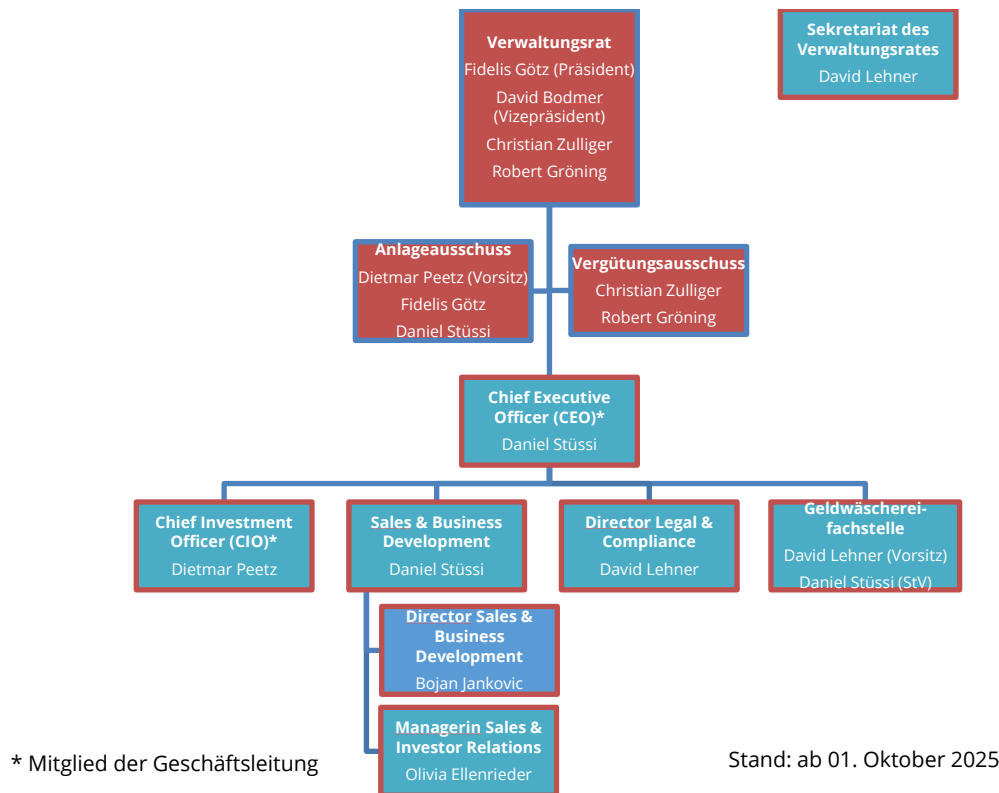 Verwaltungsrat
Fidelis Götz (Präsident)
David Bodmer
(Vizepräsident)
Christian Zulliger
Robert Gröning
Sekretariat des
Verwaltungsrates
David Lehner
Anlageausschuss
Dietmar Peetz (Vorsitz)
Fidelis Götz
Daniel Stüssi
Vergütungsausschuss
Christian Zulliger
Robert Gröning
Chief Executive
Officer (CEO)*
Daniel Stüssi
Chief Investment
Officer (CIO)*
Dietmar Peetz
Sales & Business
Development
Daniel Stüssi
Director Legal &
Compliance
David Lehner
Geldwäscherei-
fachstelle
David Lehner (Vorsitz)
Daniel Stüssi (StV)
Director Sales &
Business
Development
Bojan Jankovic
Managerin Sales &
Investor Relations
Olivia Ellenrieder
* Mitglied der Geschäftsleitung
Stand: ab 01. Oktober 2025